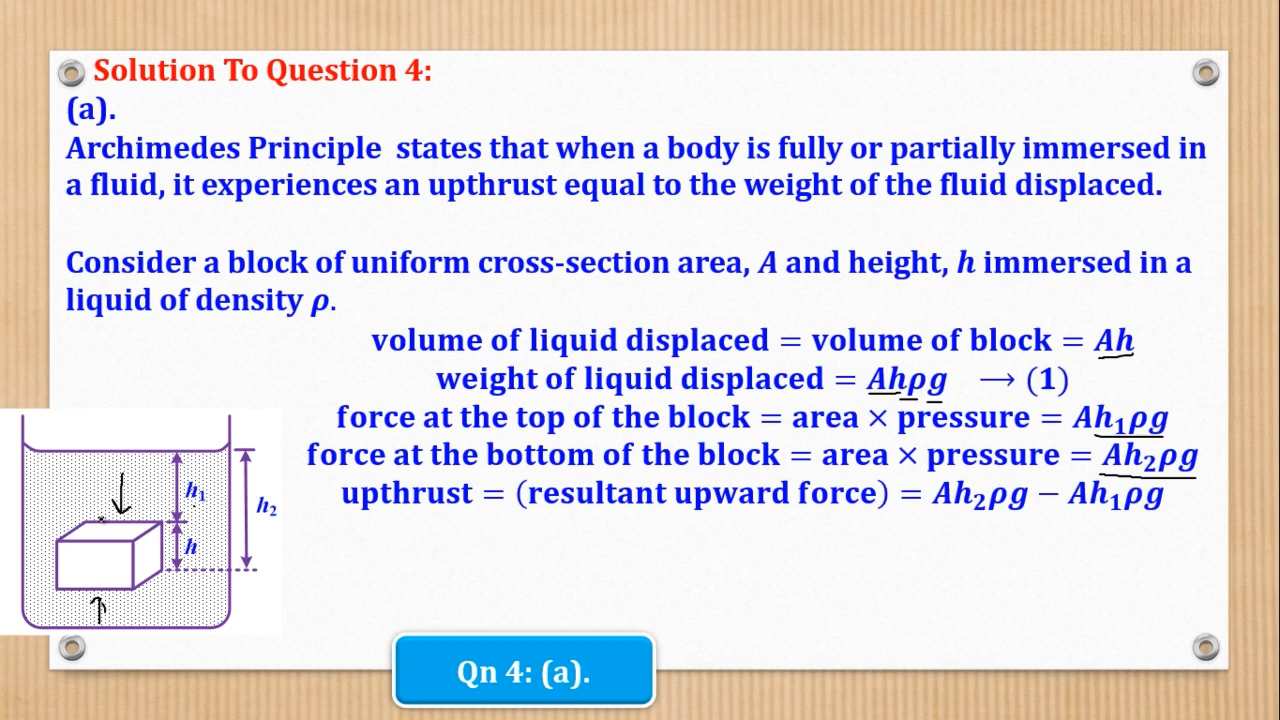 Solution To Question 4:
(a).
Archimedes Principle states that when a body is fully or partially immersed in
a fluid, it experiences an upthrust equal to the weight of the fluid displaced.
Consider a block of uniform cross-section area, A and height, h immersed in a
liquid of density ρ.
volume of liquid displaced = volume of block = Ah
weight of liquid displaced = Ahρg ⟶ (1)
force at the top of the block = area × pressure = Ah₁ρg
force at the bottom of the block = area × pressure = Ah₂ρg
upthrust = (resultant upward force) = Ah₂ρg − Ah₁ρg
h₁
h₂
h
Qn 4: (a).